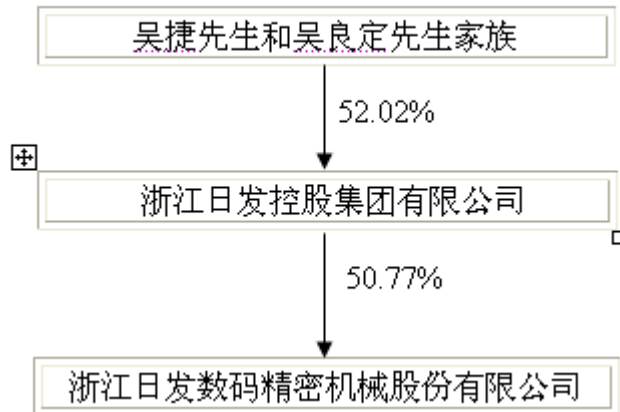 吴捷先生和吴良定先生家族
52.02%
浙江日发控股集团有限公司
50.77%
浙江日发数码精密机械股份有限公司